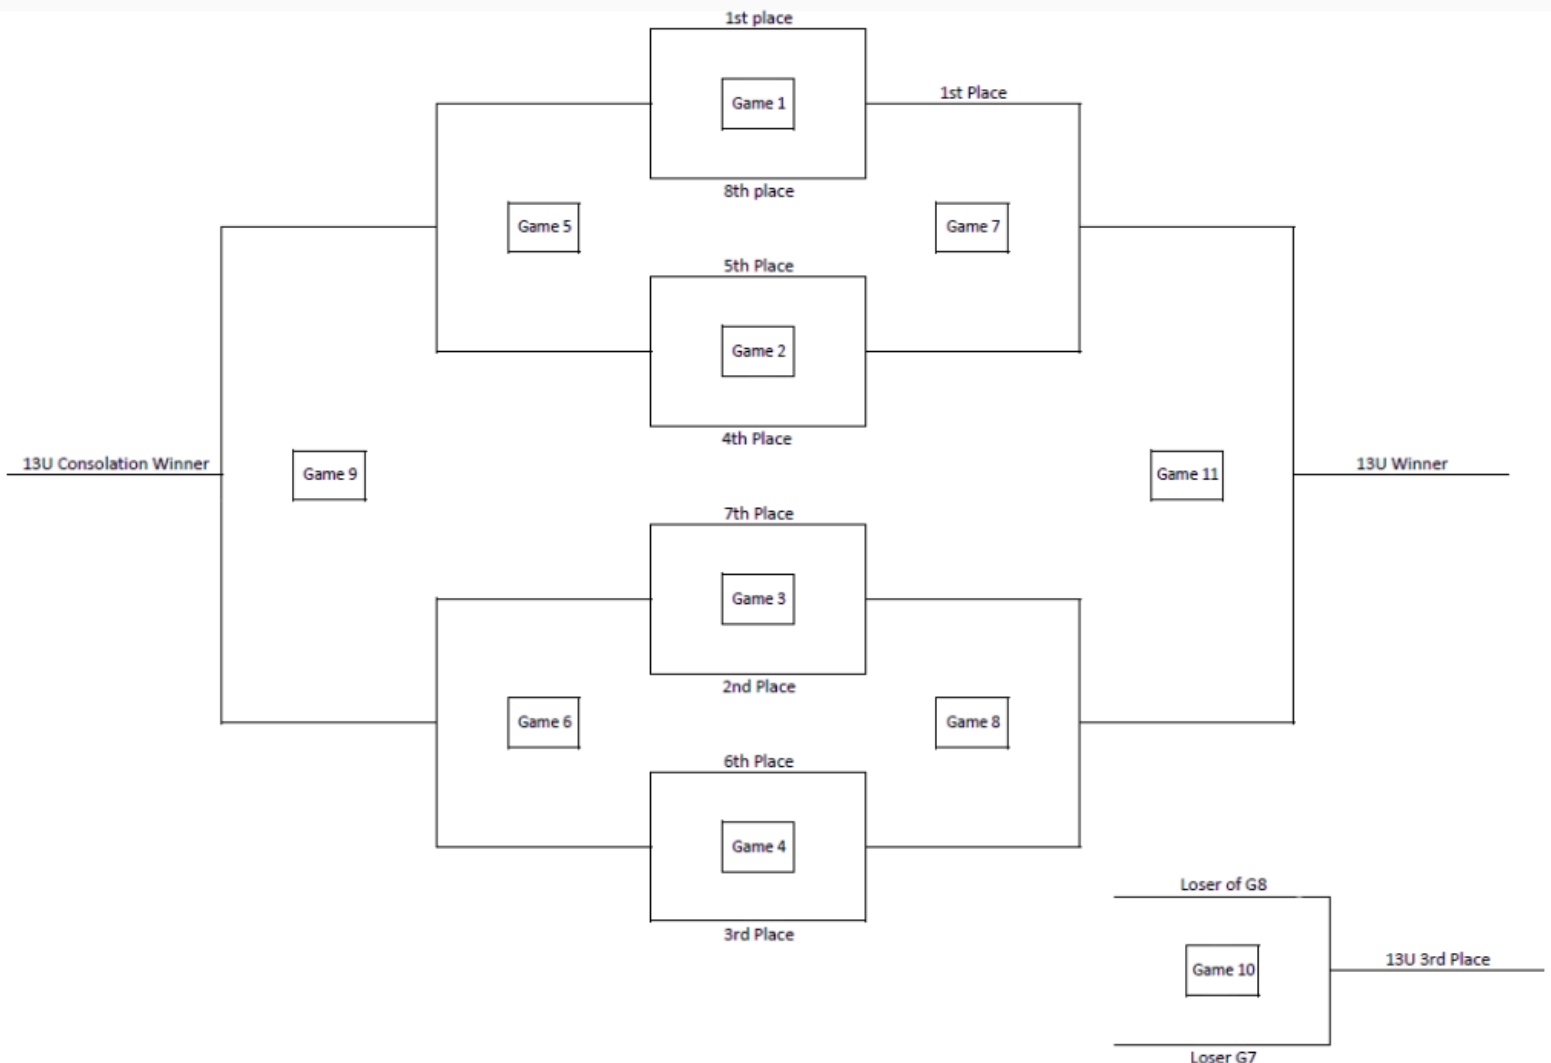 1st place
Game 1
1st Place
8th place
Game 5
Game 7
5th Place
Game 2
4th Place
13U Consolation Winner
Game 9
Game 11
13U Winner
7th Place
Game 3
2nd Place
Game 6
Game 8
6th Place
Game 4
3rd Place
Loser of G8
Game 10
13U 3rd Place
Loser G7